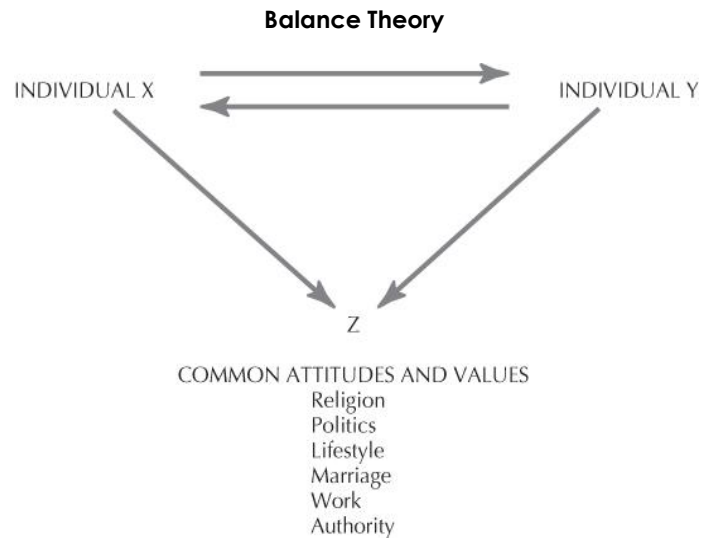 Balance Theory
INDIVIDUAL X
INDIVIDUAL Y
Z
COMMON ATTITUDES AND VALUES
Religion
Politics
Lifestyle
Marriage
Work
Authority